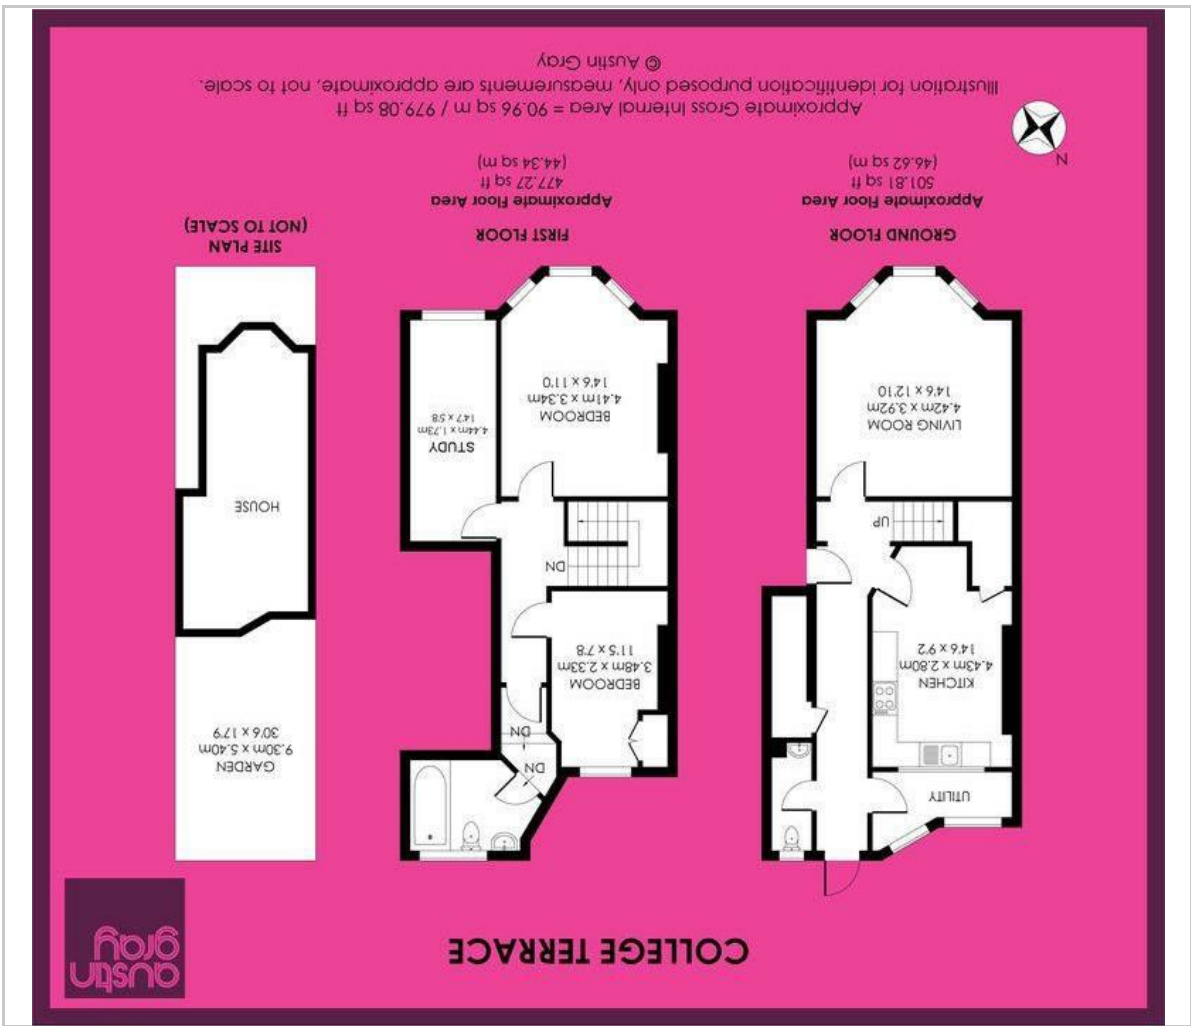 COLLEGE TERRACE
austin
gray
UTILITY
KITCHEN
4.43m x 2.80m
14'6 x 9'2
UP
LIVING ROOM
4.42m x 3.92m
14'6 x 12'10
GROUND FLOOR
Approximate Floor Area
501.81 sq ft
(46.62 sq m)
DN
DN
BEDROOM
3.48m x 2.33m
11'5 x 7'8
DN
BEDROOM
4.41m x 3.34m
14'6 x 11'0
STUDY
4.44m x 1.73m
14'7 x 5'8
FIRST FLOOR
Approximate Floor Area
477.27 sq ft
(44.34 sq m)
GARDEN
9.30m x 5.40m
30'6 x 17'9
HOUSE
SITE PLAN
(NOT TO SCALE)
N
Approximate Gross Internal Area = 90.96 sq m / 979.08 sq ft
Illustration for identification purposed only, measurements are approximate, not to scale.
© Austin Gray